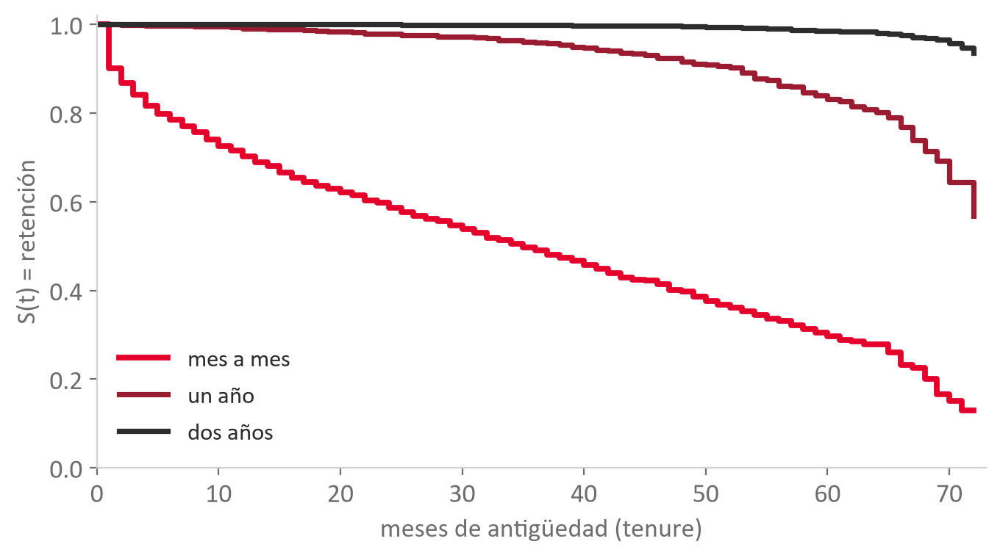 1.0
0.8
0.6
0.4
0.2
0.0
S(t) = retención
mes a mes
un año
dos años
0 10 20 30 40 50 60 70
meses de antigüedad (tenure)